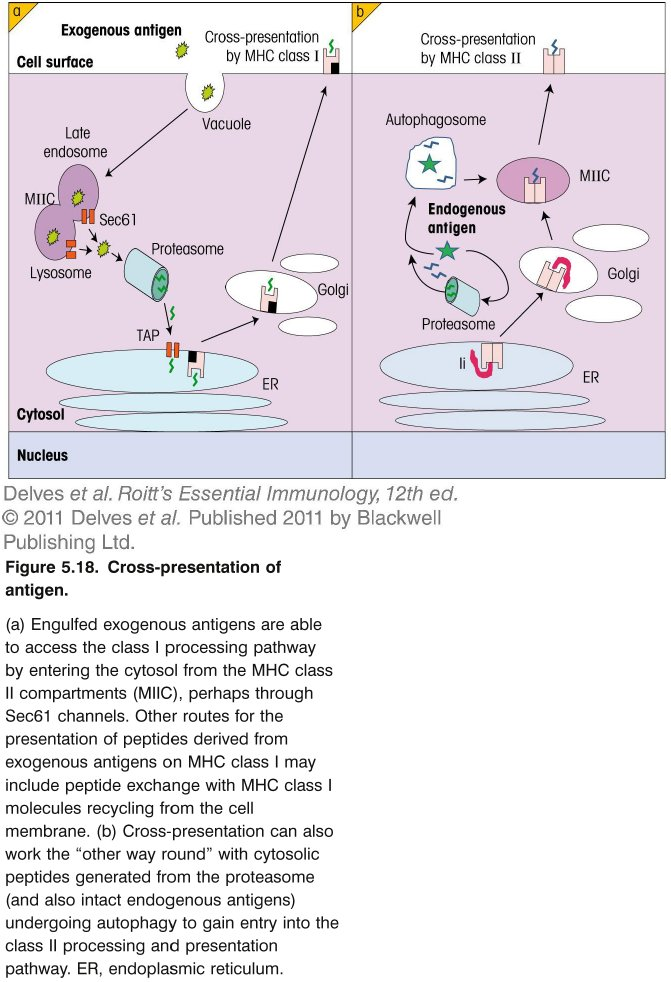 a
Exogenous antigen
Cross-presentation
by MHC class I
Cell surface
Vacuole
Late
endosome
MIIC
Sec61
Lysosome
Proteasome
Golgi
TAP
ER
Cytosol
Nucleus
b
Cross-presentation
by MHC class II
Autophagosome
MIIC
Endogenous
antigen
Golgi
Proteasome
Ii
ER
Delves et al. Roitt's Essential Immunology, 12th ed.
© 2011 Delves et al. Published 2011 by Blackwell
Publishing Ltd.
Figure 5.18. Cross-presentation of
antigen.
(a) Engulfed exogenous antigens are able
to access the class I processing pathway
by entering the cytosol from the MHC class
II compartments (MIIC), perhaps through
Sec61 channels. Other routes for the
presentation of peptides derived from
exogenous antigens on MHC class I may
include peptide exchange with MHC class I
molecules recycling from the cell
membrane. (b) Cross-presentation can also
work the “other way round” with cytosolic
peptides generated from the proteasome
(and also intact endogenous antigens)
undergoing autophagy to gain entry into the
class II processing and presentation
pathway. ER, endoplasmic reticulum.